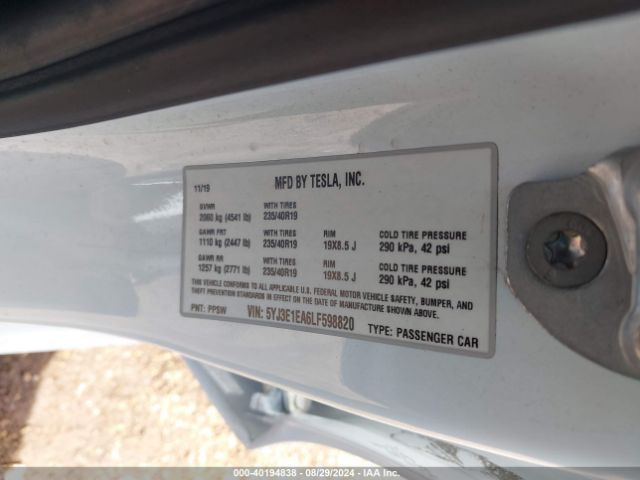 11/19 MFD BY TESLA, INC.
GVWR WITH TIRES
2060 kg (4541 lb) 235/40R19
GAWR FRT WITH TIRES RIM COLD TIRE PRESSURE
1110 kg (2447 lb) 235/40R19 19X8.5 J 290 kPa, 42 psi
GAWR RR WITH TIRES RIM COLD TIRE PRESSURE
1257 kg (2771 lb) 235/40R19 19X8.5 J 290 kPa, 42 psi
THIS VEHICLE CONFORMS TO ALL APPLICABLE U.S. FEDERAL MOTOR VEHICLE SAFETY, BUMPER, AND
THEFT PREVENTION STANDARDS IN EFFECT ON THE DATE OF MANUFACTURE SHOWN ABOVE.
PNT: PPSW VIN: 5YJ3E1EA6LF598820 TYPE: PASSENGER CAR
000-40194838 - 08/29/2024 - IAA Inc.